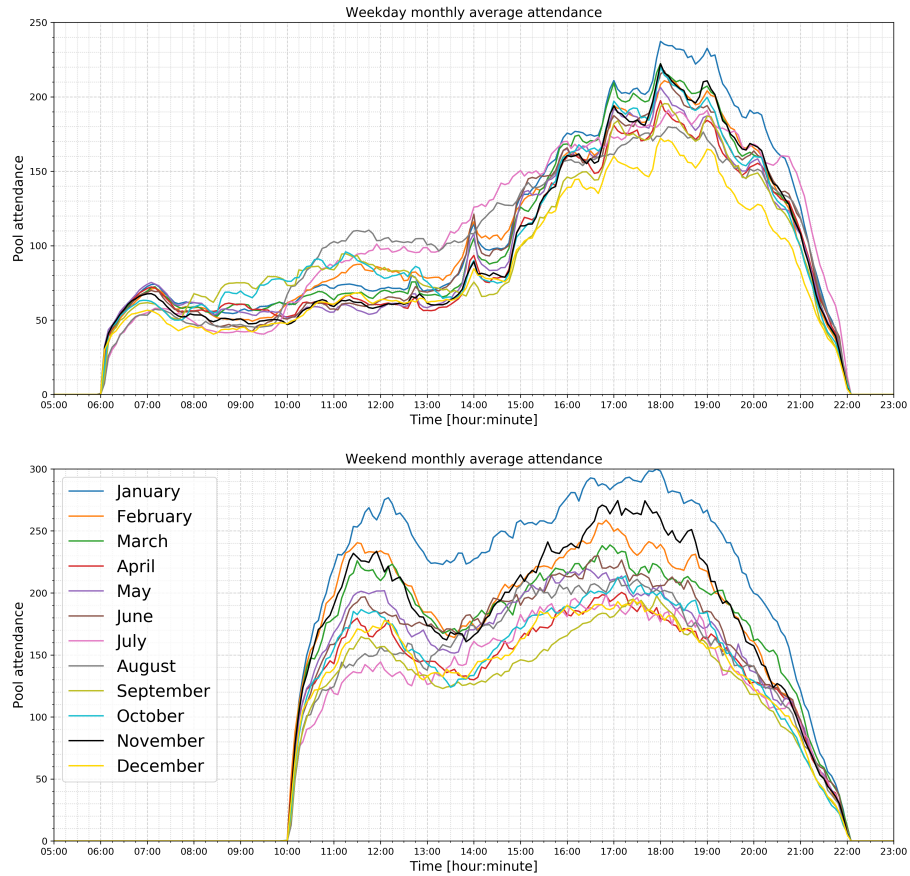 Weekday monthly average attendance
250
200
150
100
50
0
Pool attendance
05:00 06:00 07:00 08:00 09:00 10:00 11:00 12:00 13:00 14:00 15:00 16:00 17:00 18:00 19:00 20:00 21:00 22:00 23:00
Time [hour:minute]
Weekend monthly average attendance
300
250
200
150
100
50
0
Pool attendance
January
February
March
April
May
June
July
August
September
October
November
December
05:00 06:00 07:00 08:00 09:00 10:00 11:00 12:00 13:00 14:00 15:00 16:00 17:00 18:00 19:00 20:00 21:00 22:00 23:00
Time [hour:minute]